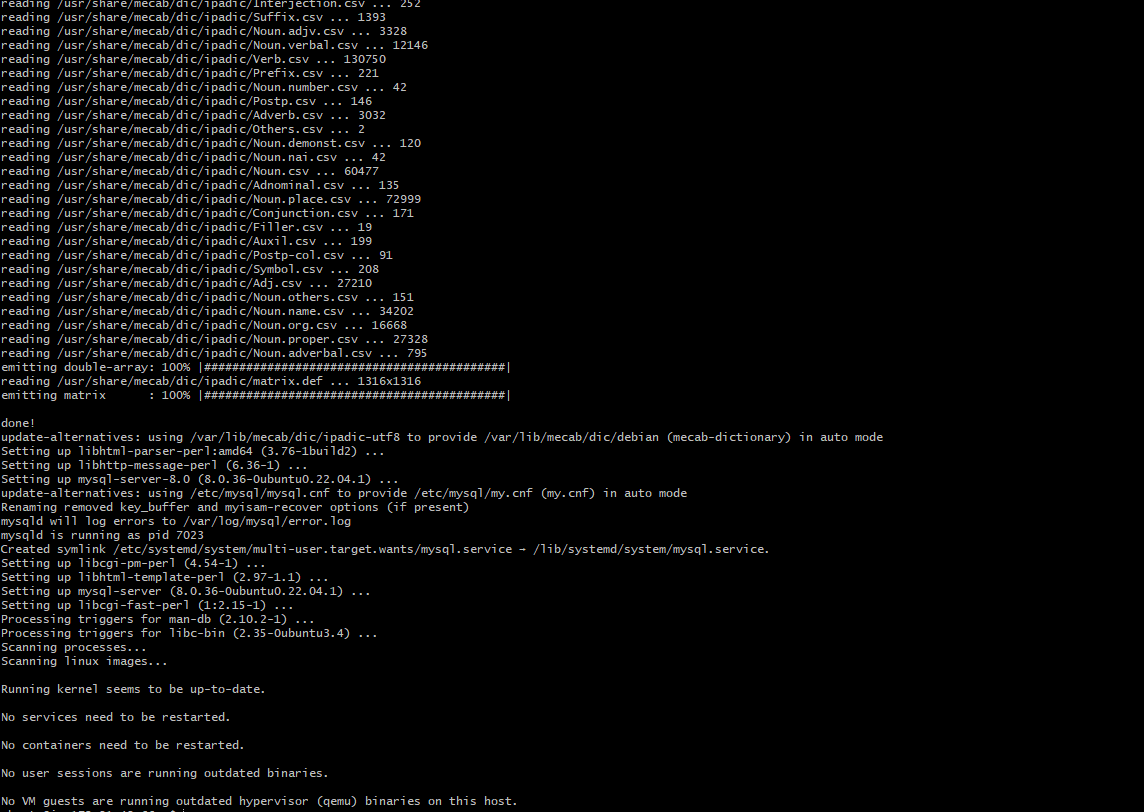 reading /usr/share/mecab/dic/ipadic/Interjection.csv ... 252
reading /usr/share/mecab/dic/ipadic/Suffix.csv ... 1393
reading /usr/share/mecab/dic/ipadic/Noun.adjv.csv ... 3328
reading /usr/share/mecab/dic/ipadic/Noun.verbal.csv ... 12146
reading /usr/share/mecab/dic/ipadic/Verb.csv ... 130750
reading /usr/share/mecab/dic/ipadic/Prefix.csv ... 221
reading /usr/share/mecab/dic/ipadic/Noun.number.csv ... 42
reading /usr/share/mecab/dic/ipadic/Postp.csv ... 146
reading /usr/share/mecab/dic/ipadic/Adverb.csv ... 3032
reading /usr/share/mecab/dic/ipadic/Others.csv ... 2
reading /usr/share/mecab/dic/ipadic/Noun.demonst.csv ... 120
reading /usr/share/mecab/dic/ipadic/Noun.nai.csv ... 42
reading /usr/share/mecab/dic/ipadic/Noun.csv ... 60477
reading /usr/share/mecab/dic/ipadic/Adnominal.csv ... 135
reading /usr/share/mecab/dic/ipadic/Noun.place.csv ... 72999
reading /usr/share/mecab/dic/ipadic/Conjunction.csv ... 171
reading /usr/share/mecab/dic/ipadic/Filler.csv ... 19
reading /usr/share/mecab/dic/ipadic/Auxil.csv ... 199
reading /usr/share/mecab/dic/ipadic/Postp-col.csv ... 91
reading /usr/share/mecab/dic/ipadic/Symbol.csv ... 208
reading /usr/share/mecab/dic/ipadic/Adj.csv ... 27210
reading /usr/share/mecab/dic/ipadic/Noun.others.csv ... 151
reading /usr/share/mecab/dic/ipadic/Noun.name.csv ... 34202
reading /usr/share/mecab/dic/ipadic/Noun.org.csv ... 16668
reading /usr/share/mecab/dic/ipadic/Noun.proper.csv ... 27328
reading /usr/share/mecab/dic/ipadic/Noun.adverbal.csv ... 795
emitting double-array: 100% |###########################################|
reading /usr/share/mecab/dic/ipadic/matrix.def ... 1316x1316
emitting matrix      : 100% |###########################################|
done!
update-alternatives: using /var/lib/mecab/dic/ipadic-utf8 to provide /var/lib/mecab/dic/debian (mecab-dictionary) in auto mode
Setting up libhtml-parser-perl:amd64 (3.76-1build2) ...
Setting up libhttp-message-perl (6.36-1) ...
Setting up mysql-server-8.0 (8.0.36-0ubuntu0.22.04.1) ...
update-alternatives: using /etc/mysql/mysql.cnf to provide /etc/mysql/my.cnf (my.cnf) in auto mode
Renaming removed key_buffer and myisam-recover options (if present)
mysqld will log errors to /var/log/mysql/error.log
mysqld is running as pid 7023
Created symlink /etc/systemd/system/multi-user.target.wants/mysql.service → /lib/systemd/system/mysql.service.
Setting up libcgi-pm-perl (4.54-1) ...
Setting up libhtml-template-perl (2.97-1.1) ...
Setting up mysql-server (8.0.36-0ubuntu0.22.04.1) ...
Setting up libcgi-fast-perl (1:2.15-1) ...
Processing triggers for man-db (2.10.2-1) ...
Processing triggers for libc-bin (2.35-0ubuntu3.4) ...
Scanning processes...
Scanning linux images...
Running kernel seems to be up-to-date.
No services need to be restarted.
No containers need to be restarted.
No user sessions are running outdated binaries.
No VM guests are running outdated hypervisor (qemu) binaries on this host.